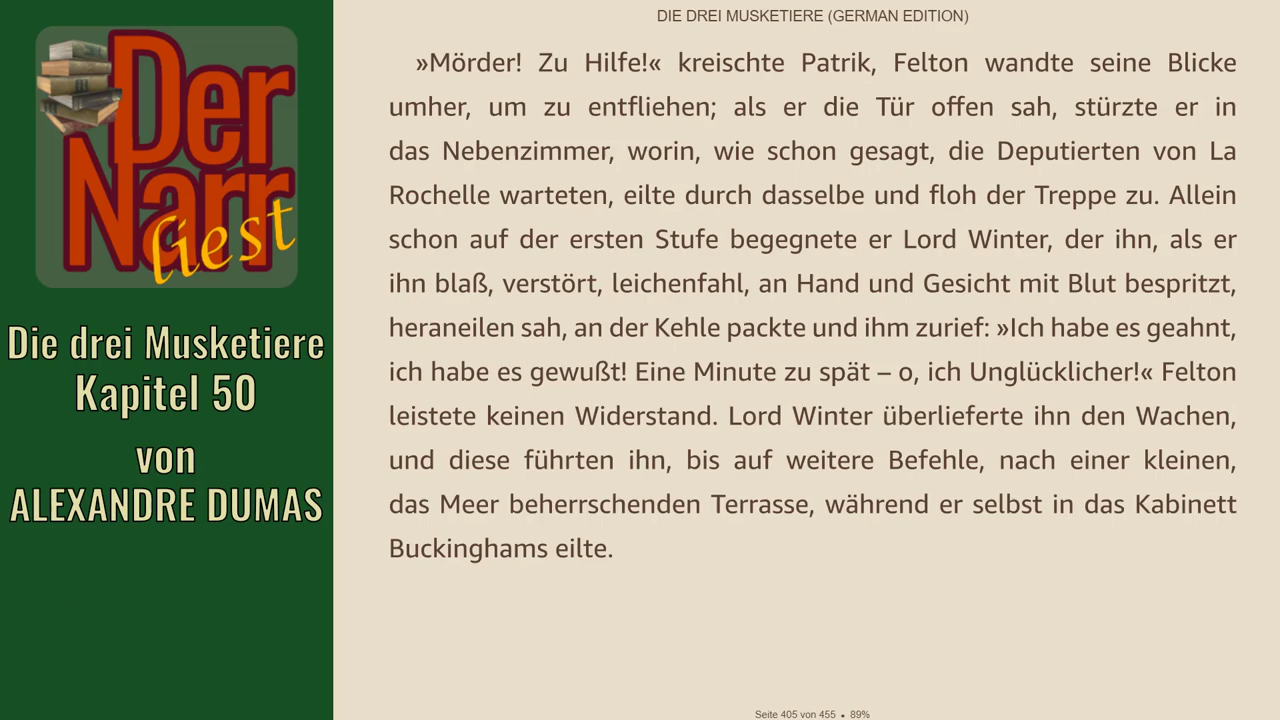 Der
Narr
liest
Die drei Musketiere
Kapitel 50
von
ALEXANDRE DUMAS
DIE DREI MUSKETIERE (GERMAN EDITION)
»Mörder! Zu Hilfe!« kreischte Patrik, Felton wandte seine Blicke
umher, um zu entfliehen; als er die Tür offen sah, stürzte er in
das Nebenzimmer, worin, wie schon gesagt, die Deputierten von La
Rochelle warteten, eilte durch dasselbe und floh der Treppe zu. Allein
schon auf der ersten Stufe begegnete er Lord Winter, der ihn, als er
ihn blaß, verstört, leichenfahl, an Hand und Gesicht mit Blut bespritzt,
heraneilen sah, an der Kehle packte und ihm zurief: »Ich habe es geahnt,
ich habe es gewußt! Eine Minute zu spät – o, ich Unglücklicher!« Felton
leistete keinen Widerstand. Lord Winter überlieferte ihn den Wachen,
und diese führten ihn, bis auf weitere Befehle, nach einer kleinen,
das Meer beherrschenden Terrasse, während er selbst in das Kabinett
Buckinghams eilte.
Seite 405 von 455 • 89%